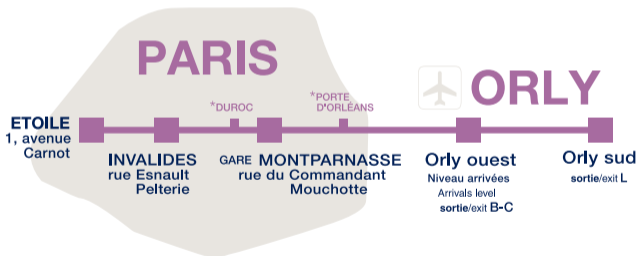 PARIS
ORLY
*DUROC
*PORTE
D'ORLÉANS
ETOILE
1, avenue
Carnot
INVALIDES
rue Esnault
Pelterie
GARE MONTPARNASSE
rue du Commandant
Mouchotte
Orly ouest
Niveau arrivées
Arrivals level
sortie/exit B-C
Orly sud
sortie/exit L